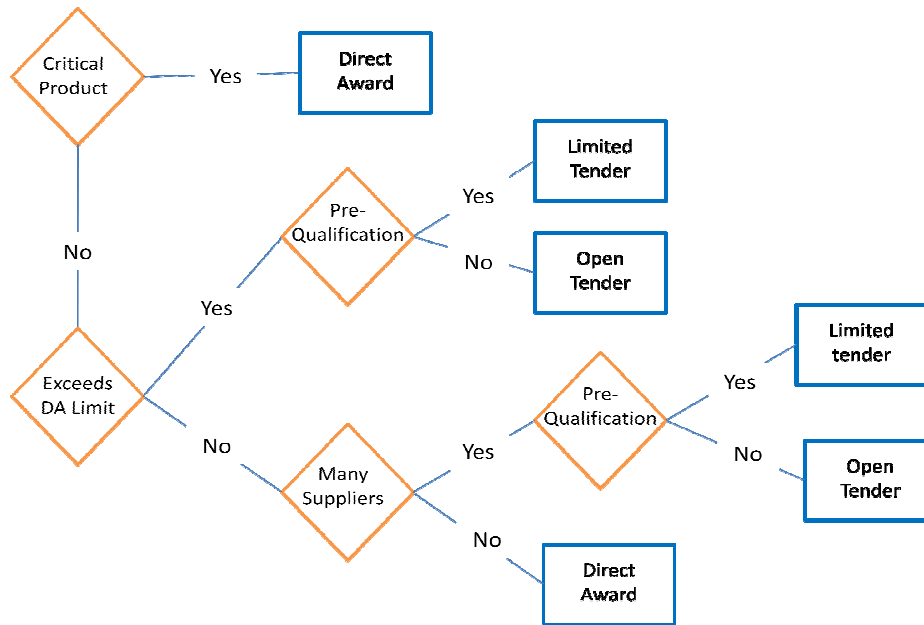 Critical
Product
Yes
Direct
Award
No
Pre-
Qualification
Yes
Limited
Tender
No
Open
Tender
Yes
Exceeds
DA Limit
No
Many
Suppliers
Yes
Pre-
Qualification
Yes
Limited
tender
No
Open
Tender
No
Direct
Award